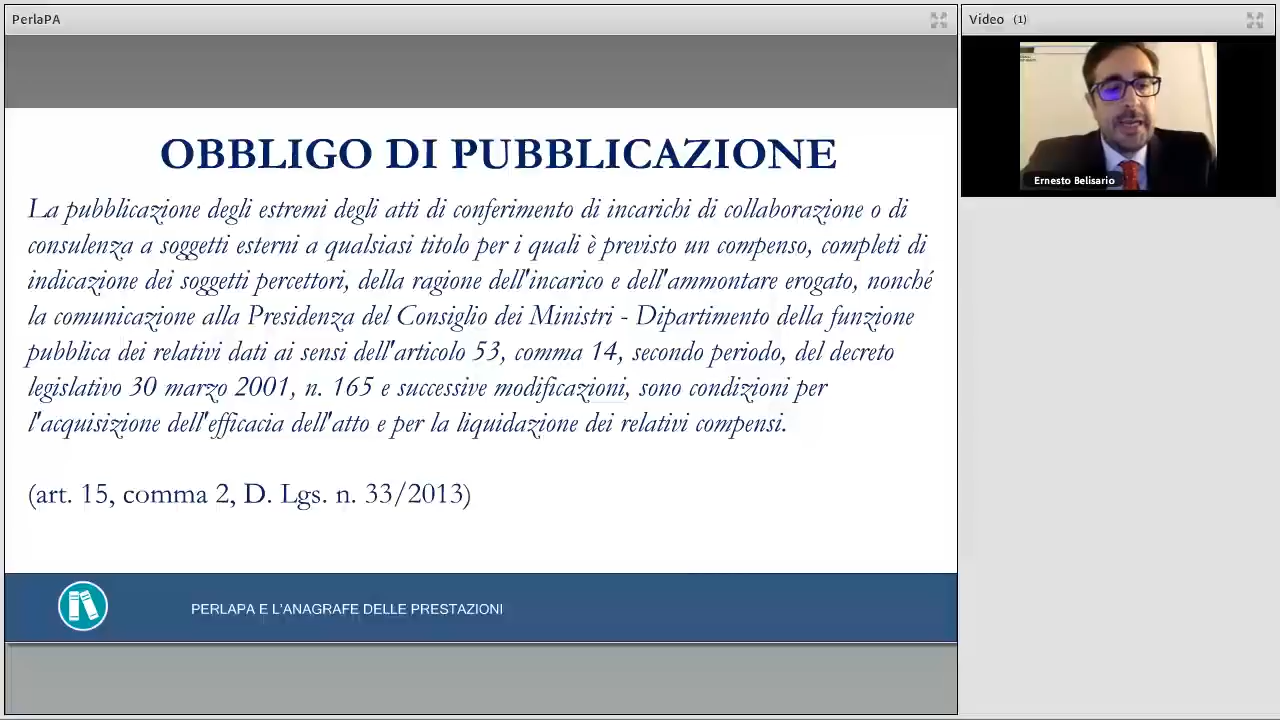 PerlaPA
Video (1)
Ernesto Belisario
OBBLIGO DI PUBBLICAZIONE
La pubblicazione degli estremi degli atti di conferimento di incarichi di collaborazione o di
consulenza a soggetti esterni a qualsiasi titolo per i quali è previsto un compenso, completi di
indicazione dei soggetti percettori, della ragione dell'incarico e dell'ammontare erogato, nonché
la comunicazione alla Presidenza del Consiglio dei Ministri - Dipartimento della funzione
pubblica dei relativi dati ai sensi dell'articolo 53, comma 14, secondo periodo, del decreto
legislativo 30 marzo 2001, n. 165 e successive modificazioni, sono condizioni per
l'acquisizione dell'efficacia dell'atto e per la liquidazione dei relativi compensi.
(art. 15, comma 2, D. Lgs. n. 33/2013)
PERLAPA E L'ANAGRAFE DELLE PRESTAZIONI